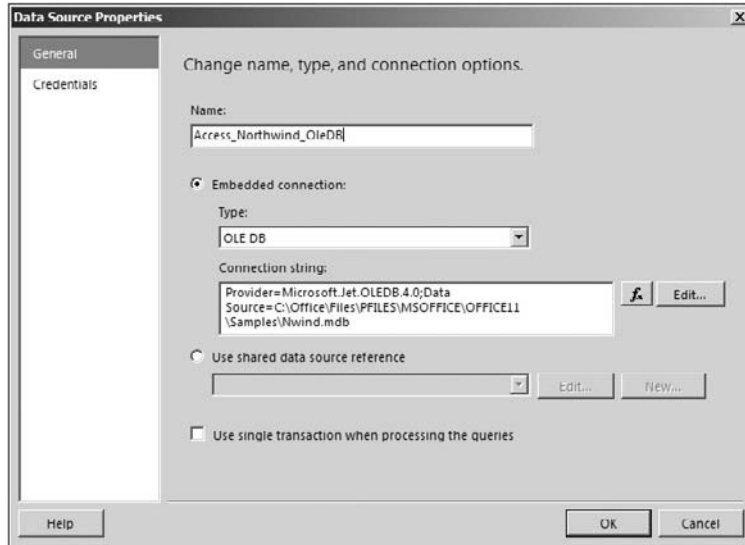 Data Source Properties
General
Credentials
Change name, type, and connection options.
Name:
Access_Northwind_OleDB
Embedded connection:
Type:
OLE DB
Connection string:
Provider=Microsoft.Jet.OLEDB.4.0;Data
Source=C:\Office\Files\PFILES\MSOFFICE\OFFICE11
\Samples\Nwind.mdb
fx
Edit...
Use shared data source reference
Edit...
New...
Use single transaction when processing the queries
Help
OK
Cancel